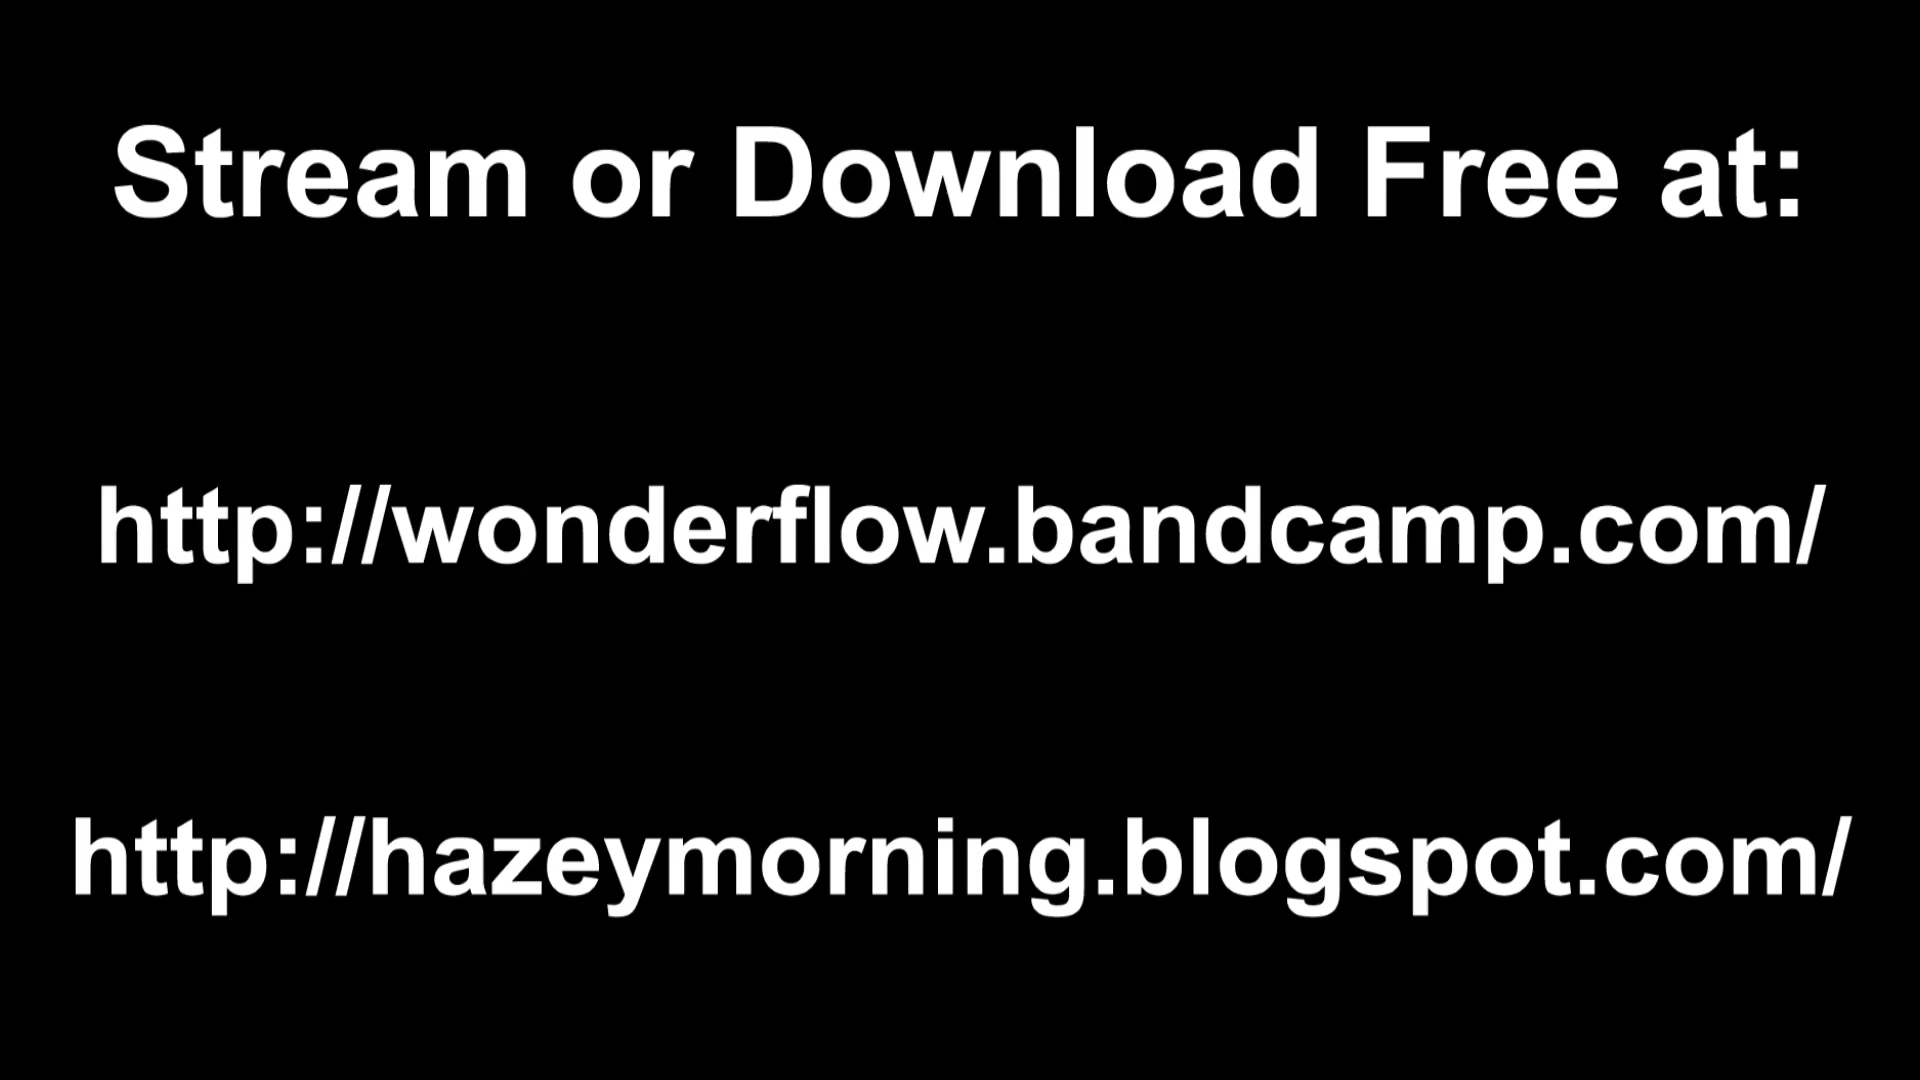 Stream or Download Free at:
http://wonderflow.bandcamp.com/
http://hazeymorning.blogspot.com/